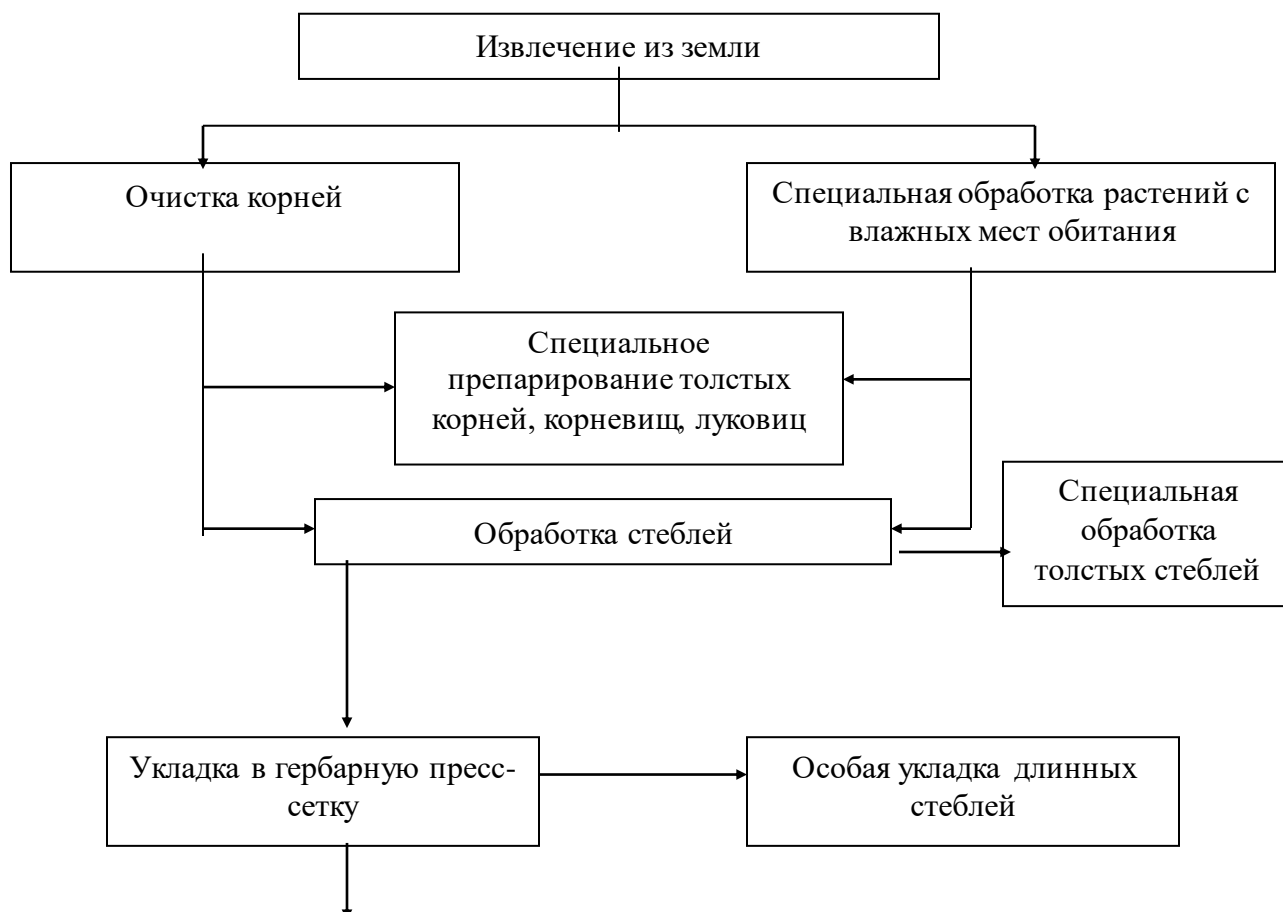 Извлечение из земли
Очистка корней
Специальная обработка растений с
влажных мест обитания
Специальное
препарирование толстых
корней, корневищ, луковиц
Специальная
обработка
толстых стеблей
Обработка стеблей
Укладка в гербарную пресс-
сетку
Особая укладка длинных
стеблей